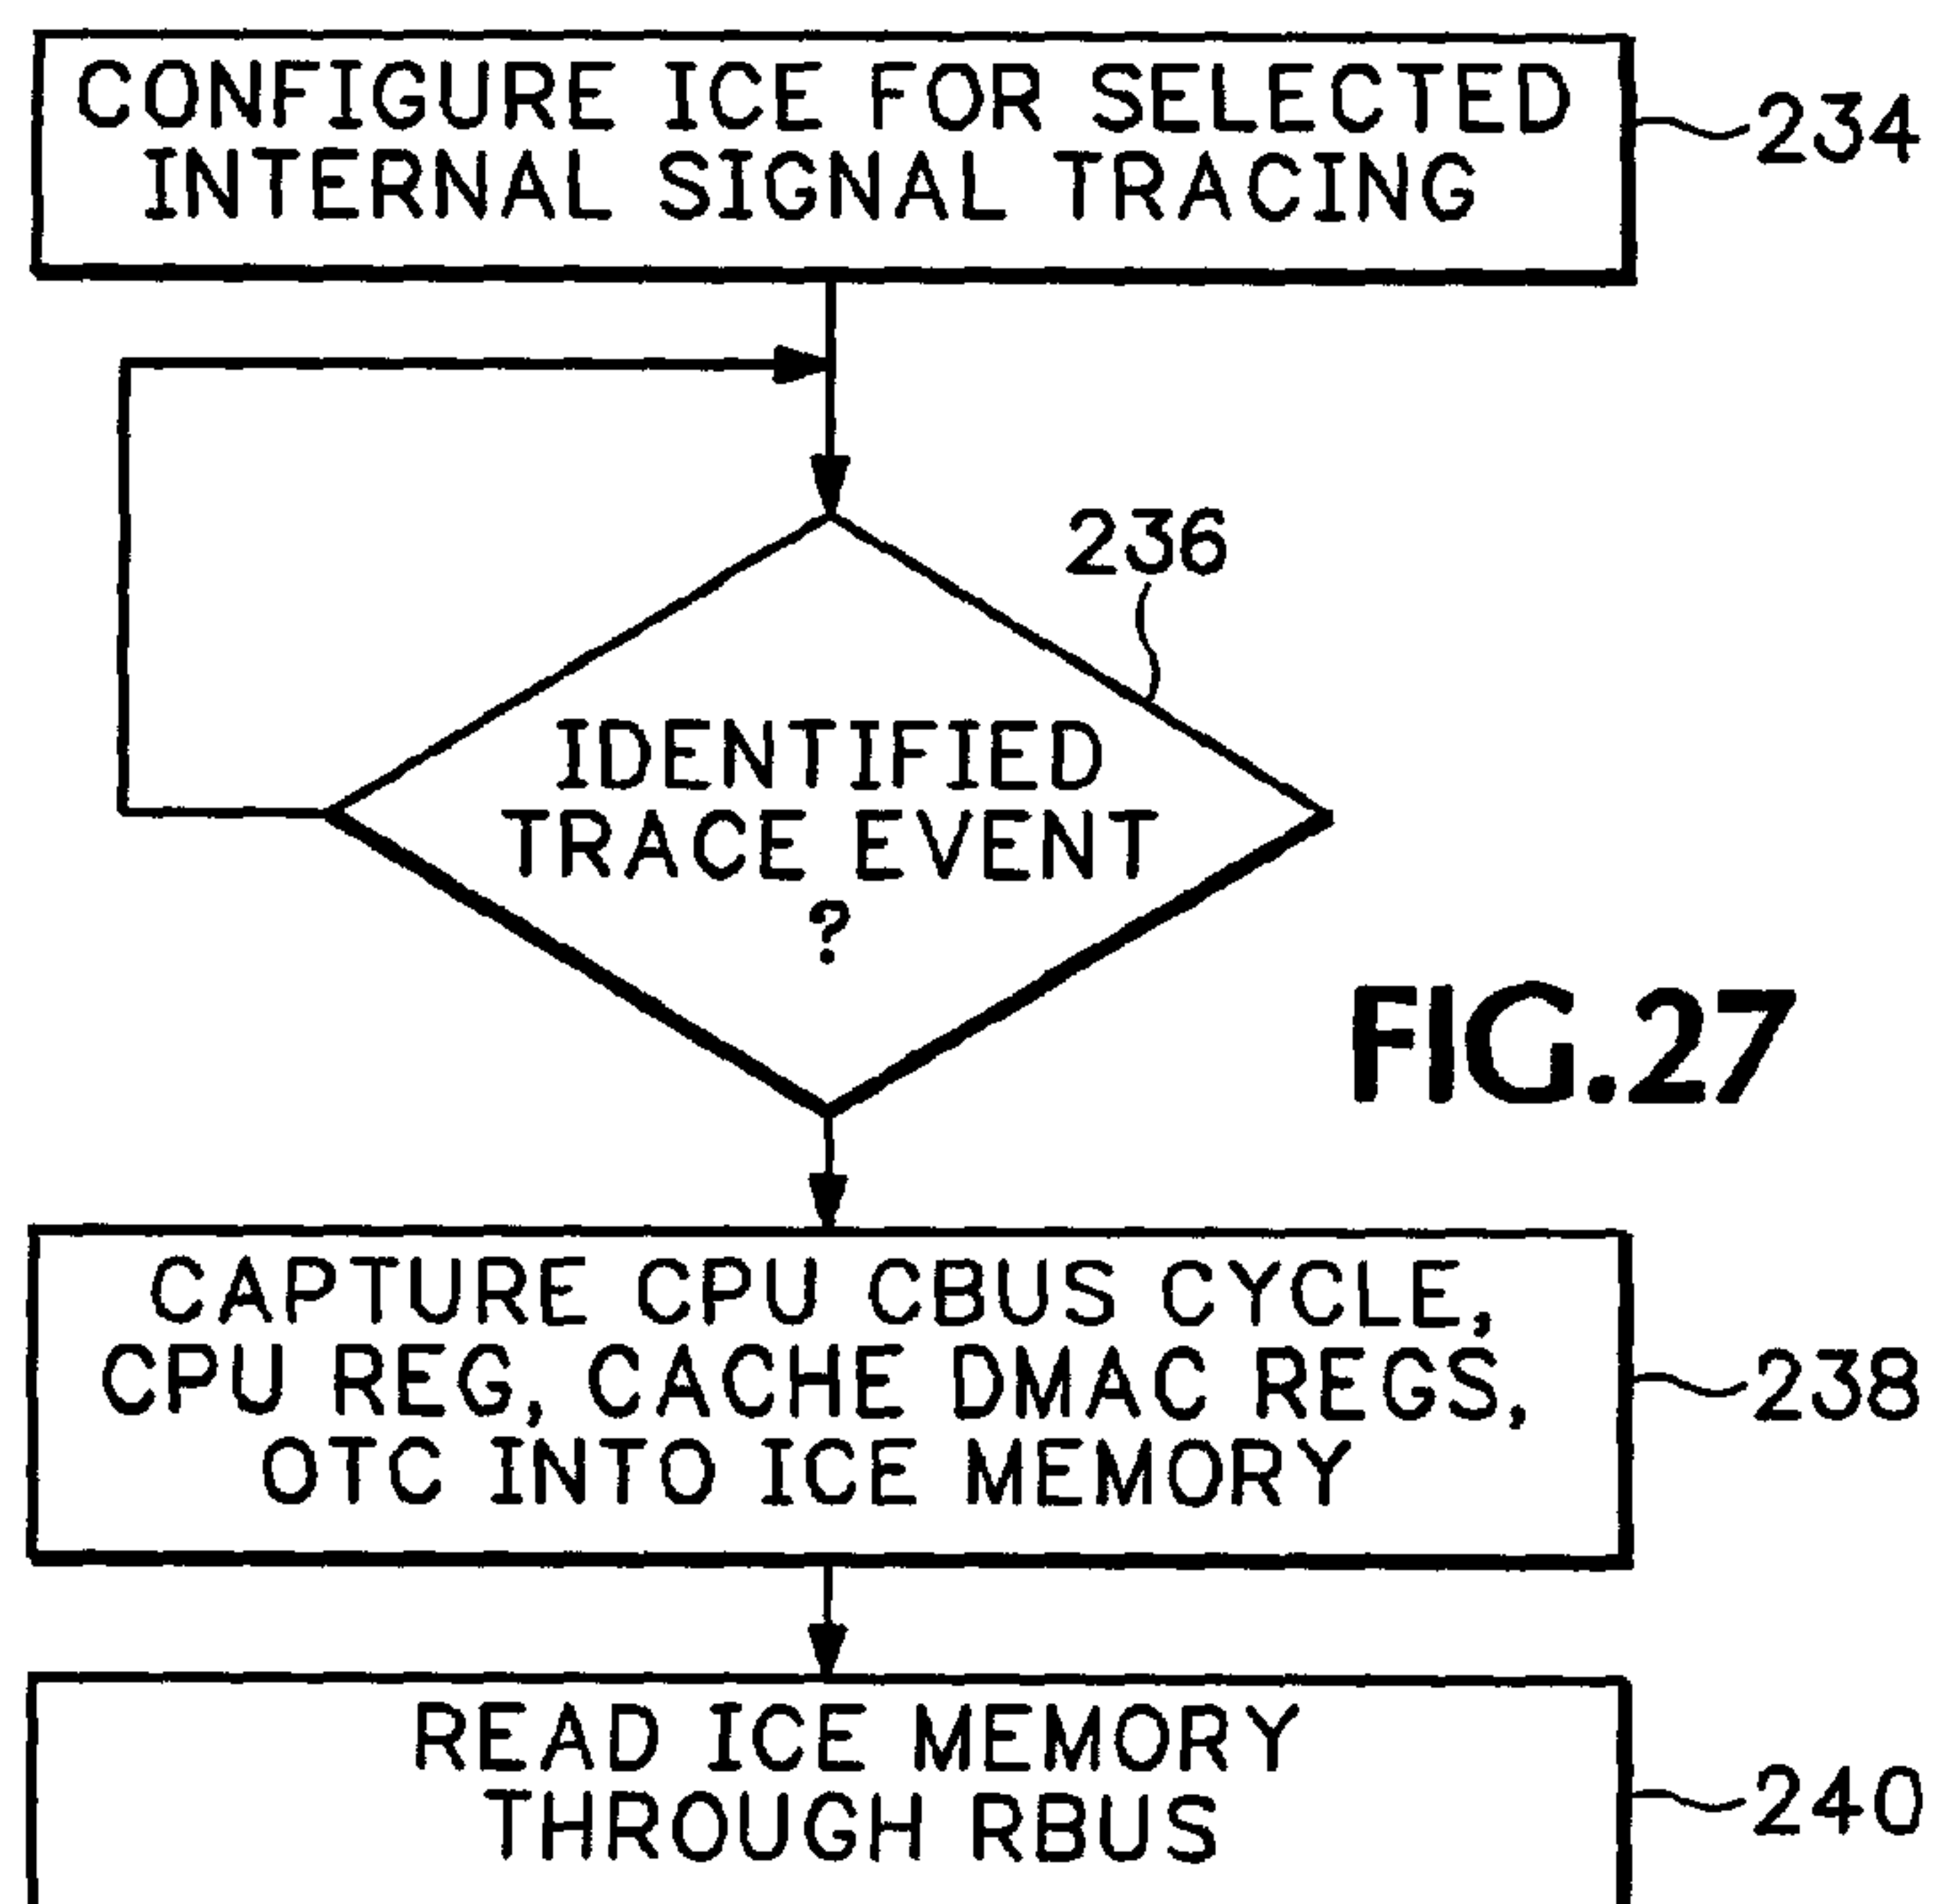 CONFIGURE ICE FOR SELECTED
INTERNAL SIGNAL TRACING
234
236
IDENTIFIED
TRACE EVENT
?
FIG.27
CAPTURE CPU CBUS CYCLE,
CPU REG, CACHE DMAC REGS,
OTC INTO ICE MEMORY
238
READ ICE MEMORY
THROUGH RBUS
240